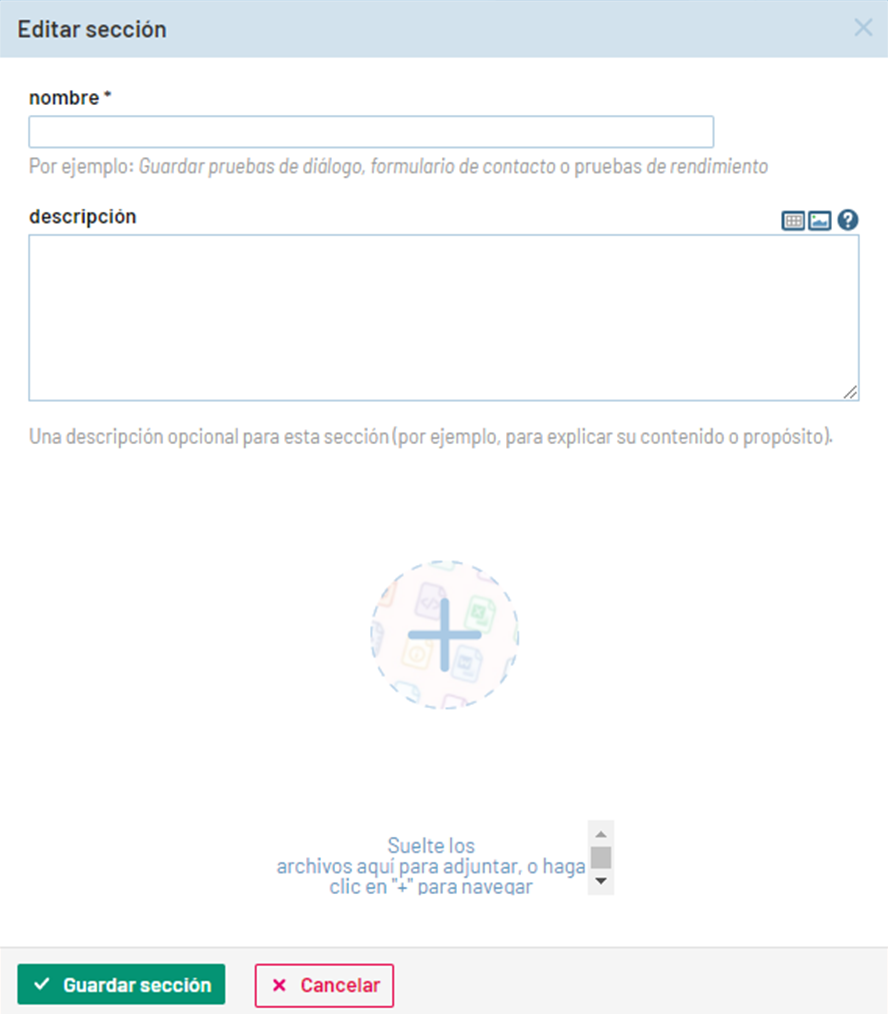 Editar sección
nombre *
Por ejemplo: Guardar pruebas de diálogo, formulario de contacto o pruebas de rendimiento
descripción
Una descripción opcional para esta sección (por ejemplo, para explicar su contenido o propósito).
Suelte los
archivos aquí para adjuntar, o haga
clic en "+" para navegar
Guardar sección
Cancelar